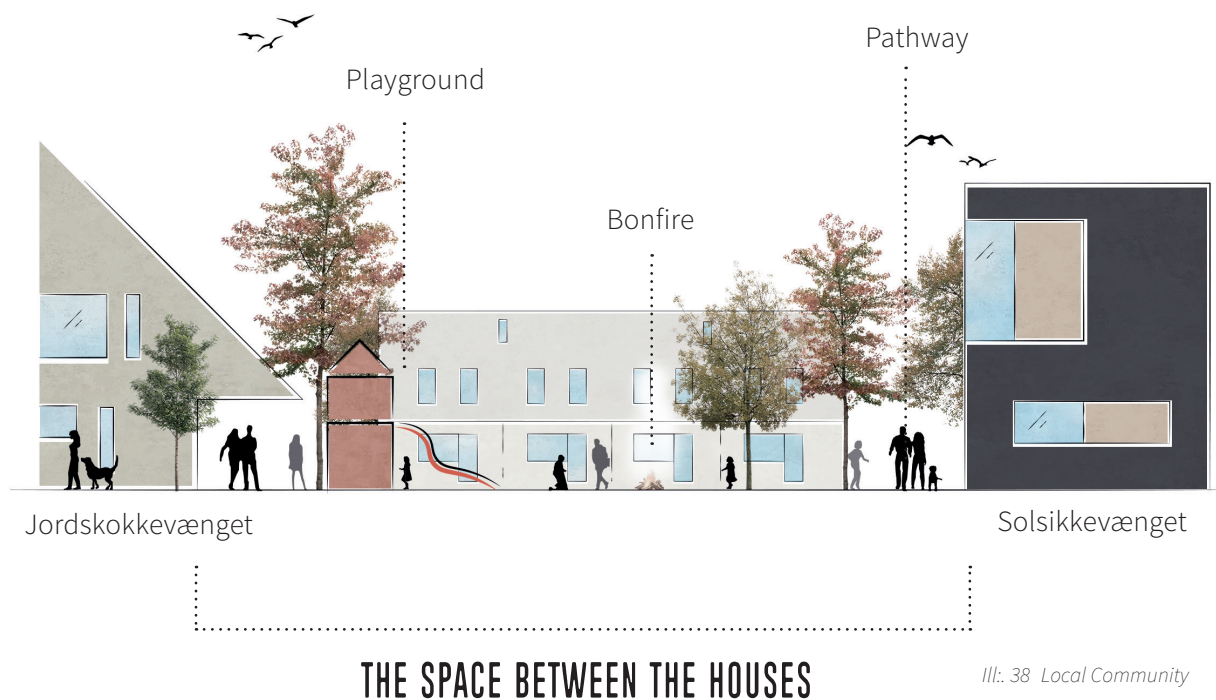 Pathway
Playground
Bonfire
Jordskokkevænget
Solsikkevænget
THE SPACE BETWEEN THE HOUSES
Ill:. 38 Local Community